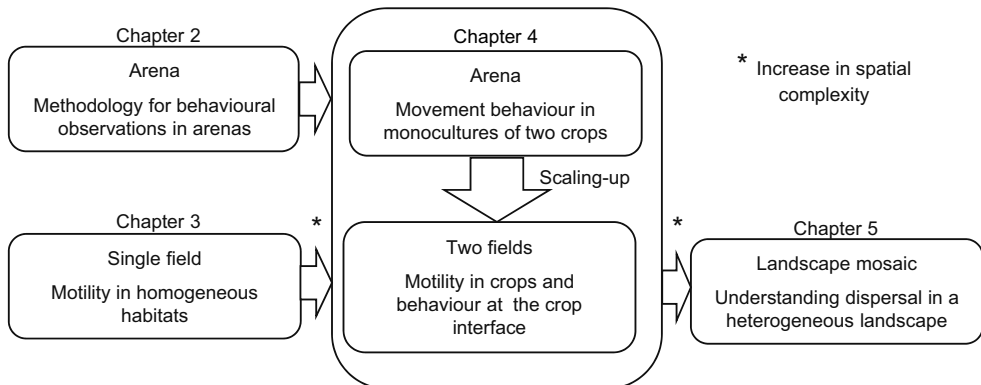 Chapter 2
Arena
Methodology for behavioural
observations in arenas
Chapter 3
Single field
Motility in homogeneous
habitats
*
Chapter 4
Arena
Movement behaviour in
monocultures of two crops
Scaling-up
Two fields
Motility in crops and
behaviour at the crop
interface
*
Chapter 5
Landscape mosaic
Understanding dispersal in a
heterogeneous landscape
* Increase in spatial
complexity